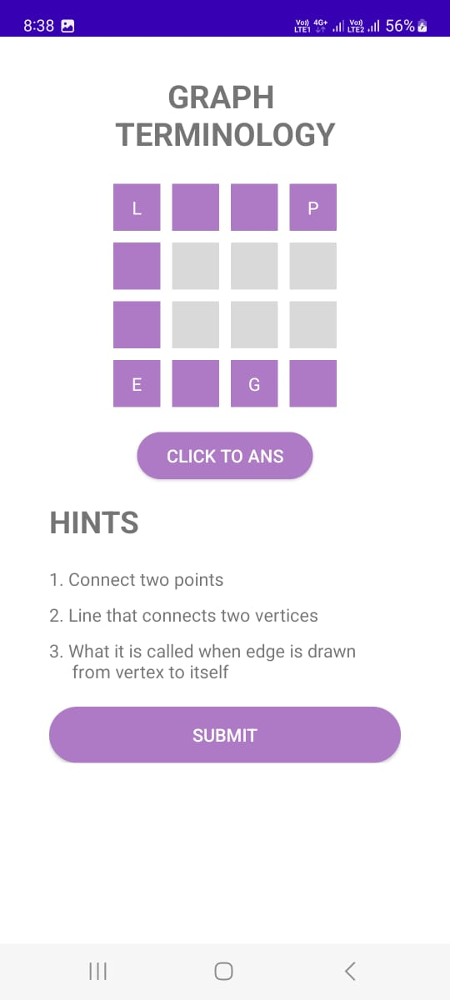 8:38
Vo)) 4G+ Vo)) 56%
LTE1 LTE2
GRAPH
TERMINOLOGY
L P
E G
CLICK TO ANS
HINTS
1. Connect two points
2. Line that connects two vertices
3. What it is called when edge is drawn
from vertex to itself
SUBMIT